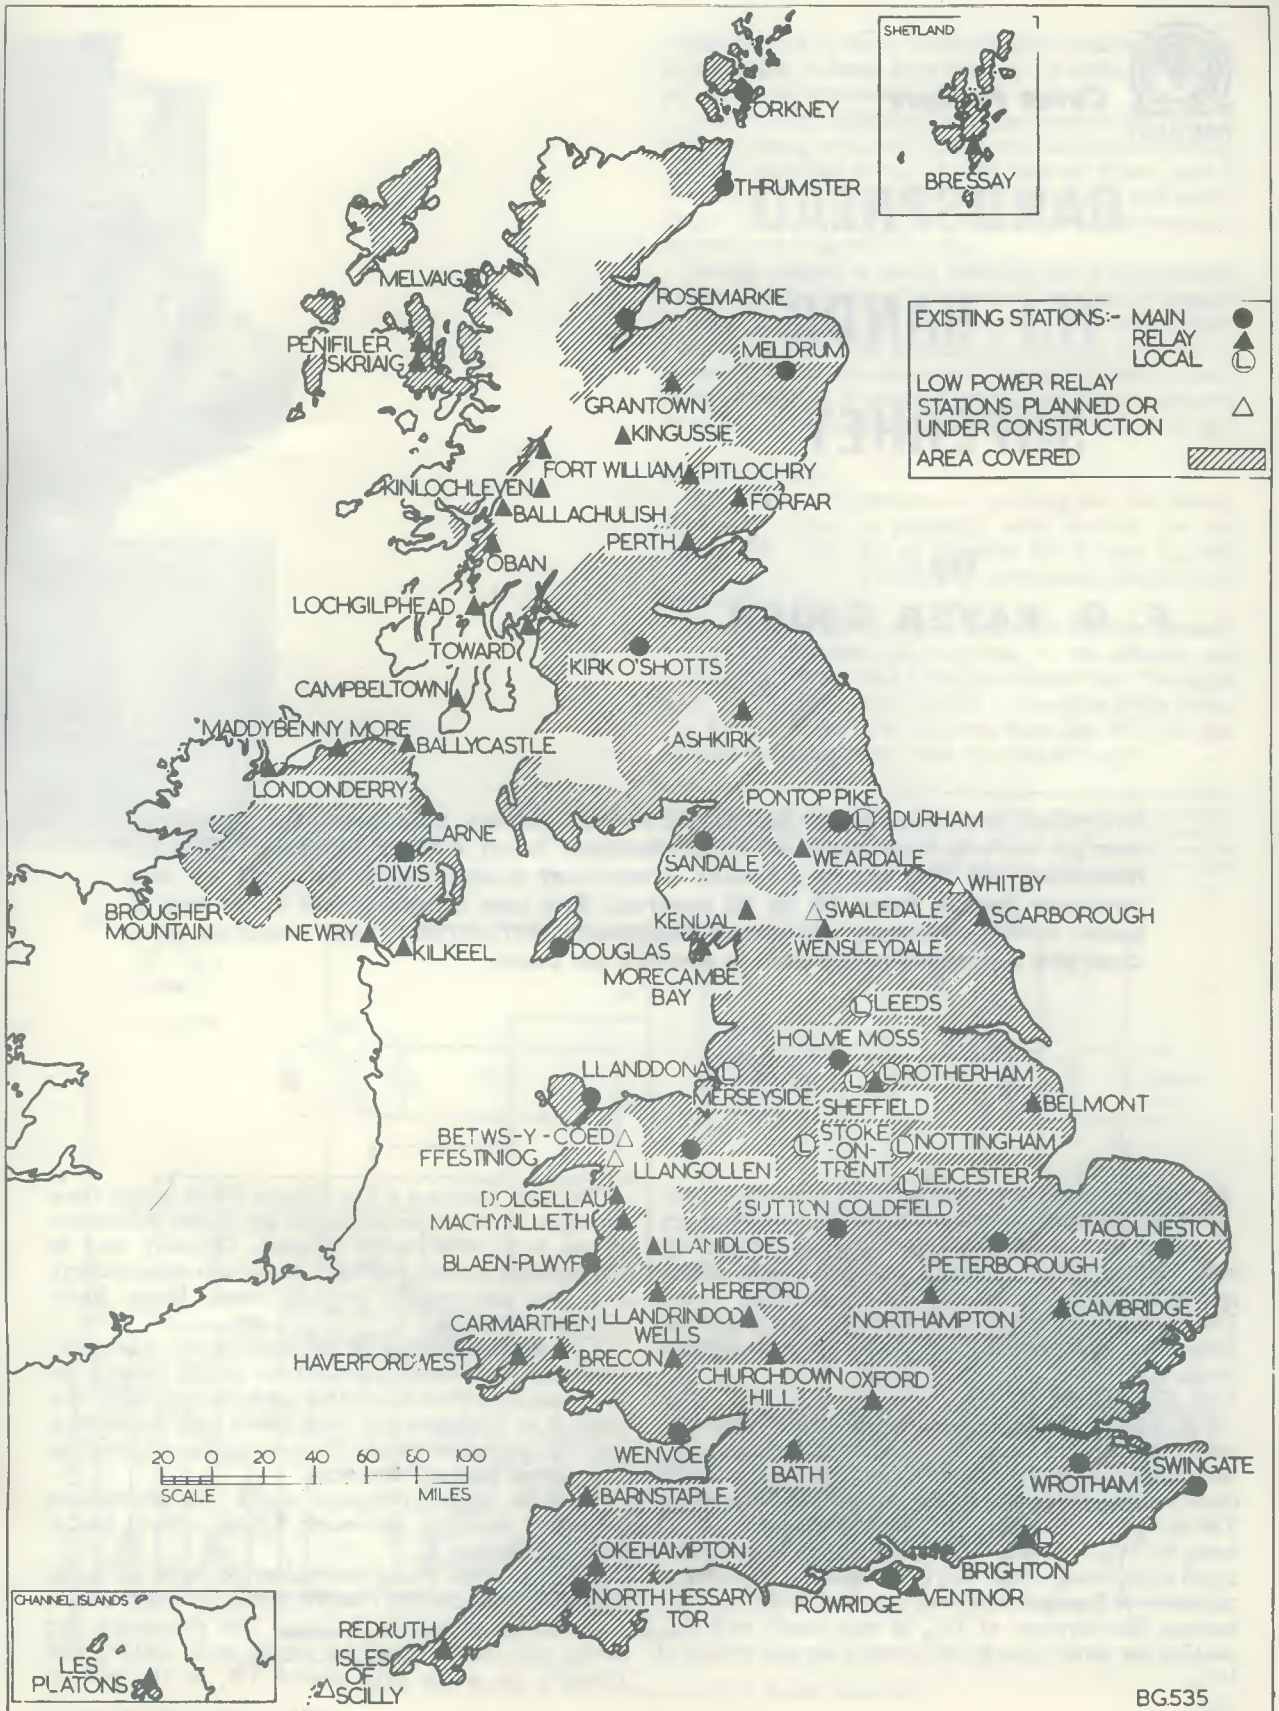 SHETLAND
BRESSAY
ORKNEY
THRUMSTER
MELVAIG
ROSEMARKIE
EXISTING STATIONS:- MAIN
RELAY
LOCAL L
LOW POWER RELAY
STATIONS PLANNED OR
UNDER CONSTRUCTION
AREA COVERED
PENIFILER
SKRIAIG
MELDRUM
GRANTOWN
KINGUSSIE
FORT WILLIAM
PITLOCHRY
KINLOCHLEVEN
FORFAR
BALLACHULISH
PERTH
OBAN
LOCHGILPHEAD
TOWARD
KIRK O'SHOTTS
CAMPBELTOWN
MADDYBENNY MORE
BALLYCASTLE
ASHKIRK
LONDONDERRY
PONTOP PIKE
L DURHAM
LARNE
SANDALE
WEARDALE
DIVIS
WHITBY
BROUGHER
MOUNTAIN
KENDAL
SWALEDALE
SCARBOROUGH
NEWRY
KILKEEL
DOUGLAS
WENSLEYDALE
MORECAMBE
BAY
L LEEDS
HOLME MOSS
LLANDDONA
L
MERSEYSIDE
L
L ROTHERHAM
SHEFFIELD
BELMONT
BETWS-Y-COED
FFESTINIOG
L STOKE
-ON-
TRENT
L NOTTINGHAM
LLANGOLLEN
L LEICESTER
DOLGELLAU
MACHYNLLETH
SUTTON COLDFIELD
TACOLNESTON
LLANIDLOES
BLAEN-PLWYF
PETERBOROUGH
HEREFORD
LLANDRINDOD
WELLS
NORTHAMPTON
CAMBRIDGE
CARMARTHEN
HAVERFORDWEST
BRECON
CHURCHDOWN
HILL
OXFORD
WENVOE
BATH
WROTHAM
SWINGATE
20 0 20 40 60 80 100
SCALE MILES
BARNSTAPLE
L
BRIGHTON
OKEHAMPTON
NORTH HESSARY
TOR
ROWRIDGE
VENTNOR
CHANNEL ISLANDS
LES
PLATONS
REDRUTH
ISLES
OF
SCILLY
BG.535